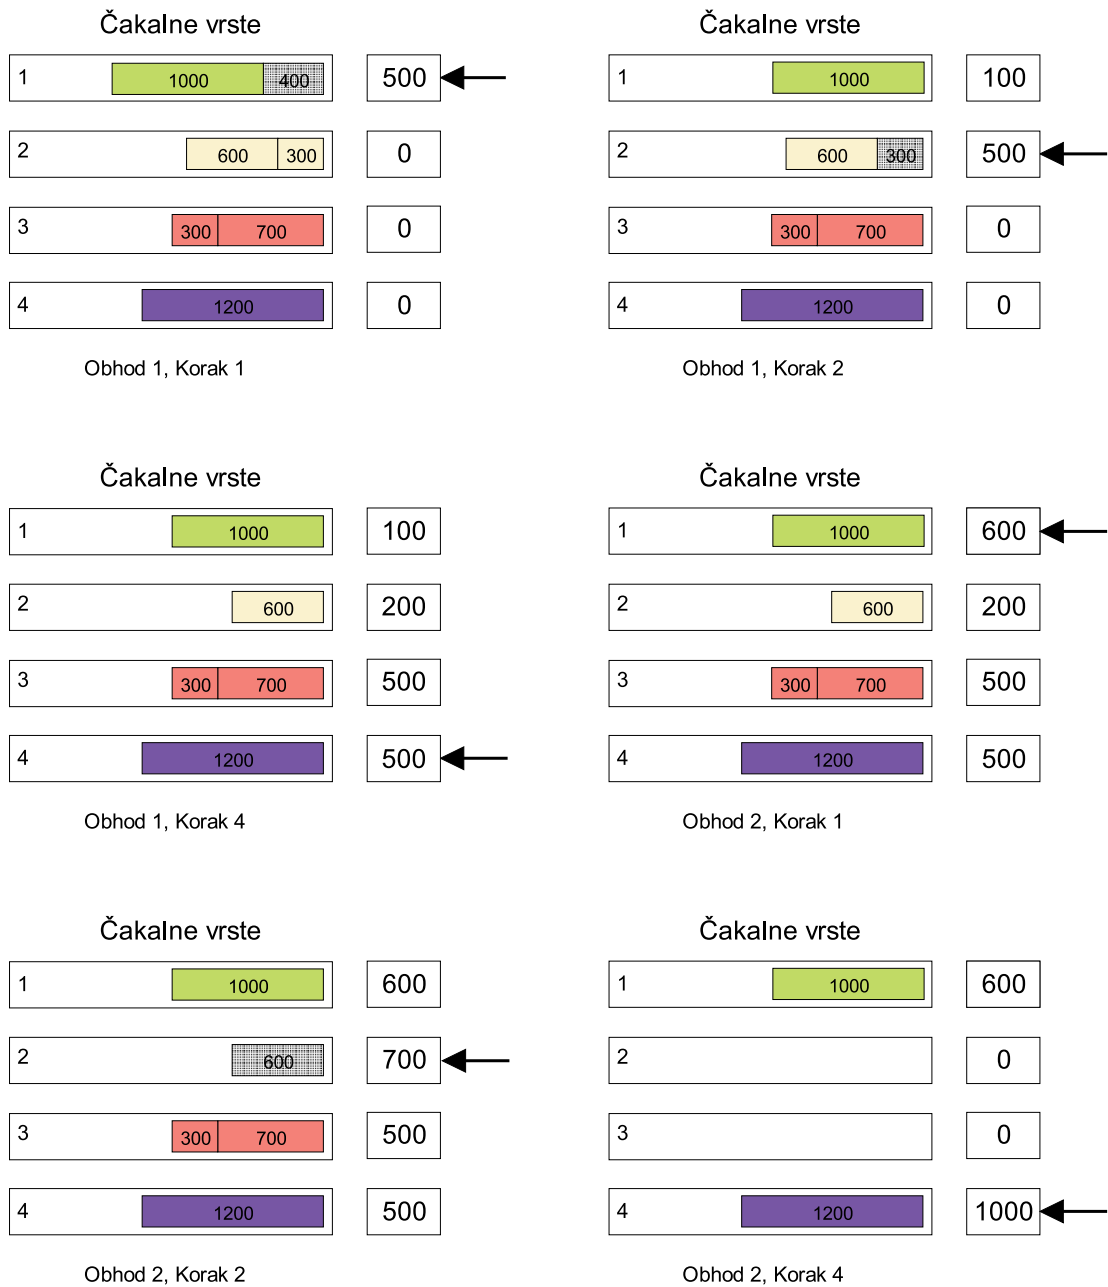 Čakalne vrste
1 1000 400 500
2 600 300 0
3 300 700 0
4 1200 0
Obhod 1, Korak 1
Čakalne vrste
1 1000 100
2 600 300 500
3 300 700 0
4 1200 0
Obhod 1, Korak 2
Čakalne vrste
1 1000 100
2 600 200
3 300 700 500
4 1200 500
Obhod 1, Korak 4
Čakalne vrste
1 1000 600
2 600 200
3 300 700 500
4 1200 500
Obhod 2, Korak 1
Čakalne vrste
1 1000 600
2 600 700
3 300 700 500
4 1200 500
Obhod 2, Korak 2
Čakalne vrste
1 1000 600
2 0
3 0
4 1200 1000
Obhod 2, Korak 4